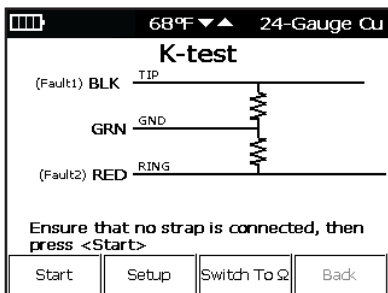 68°F ▼▲ 24-Gauge Cu
K-test
(Fault1) BLK TIP
GRN GND
(Fault2) RED RING
Ensure that no strap is connected, then
press <Start>
Start Setup Switch To Ω Back